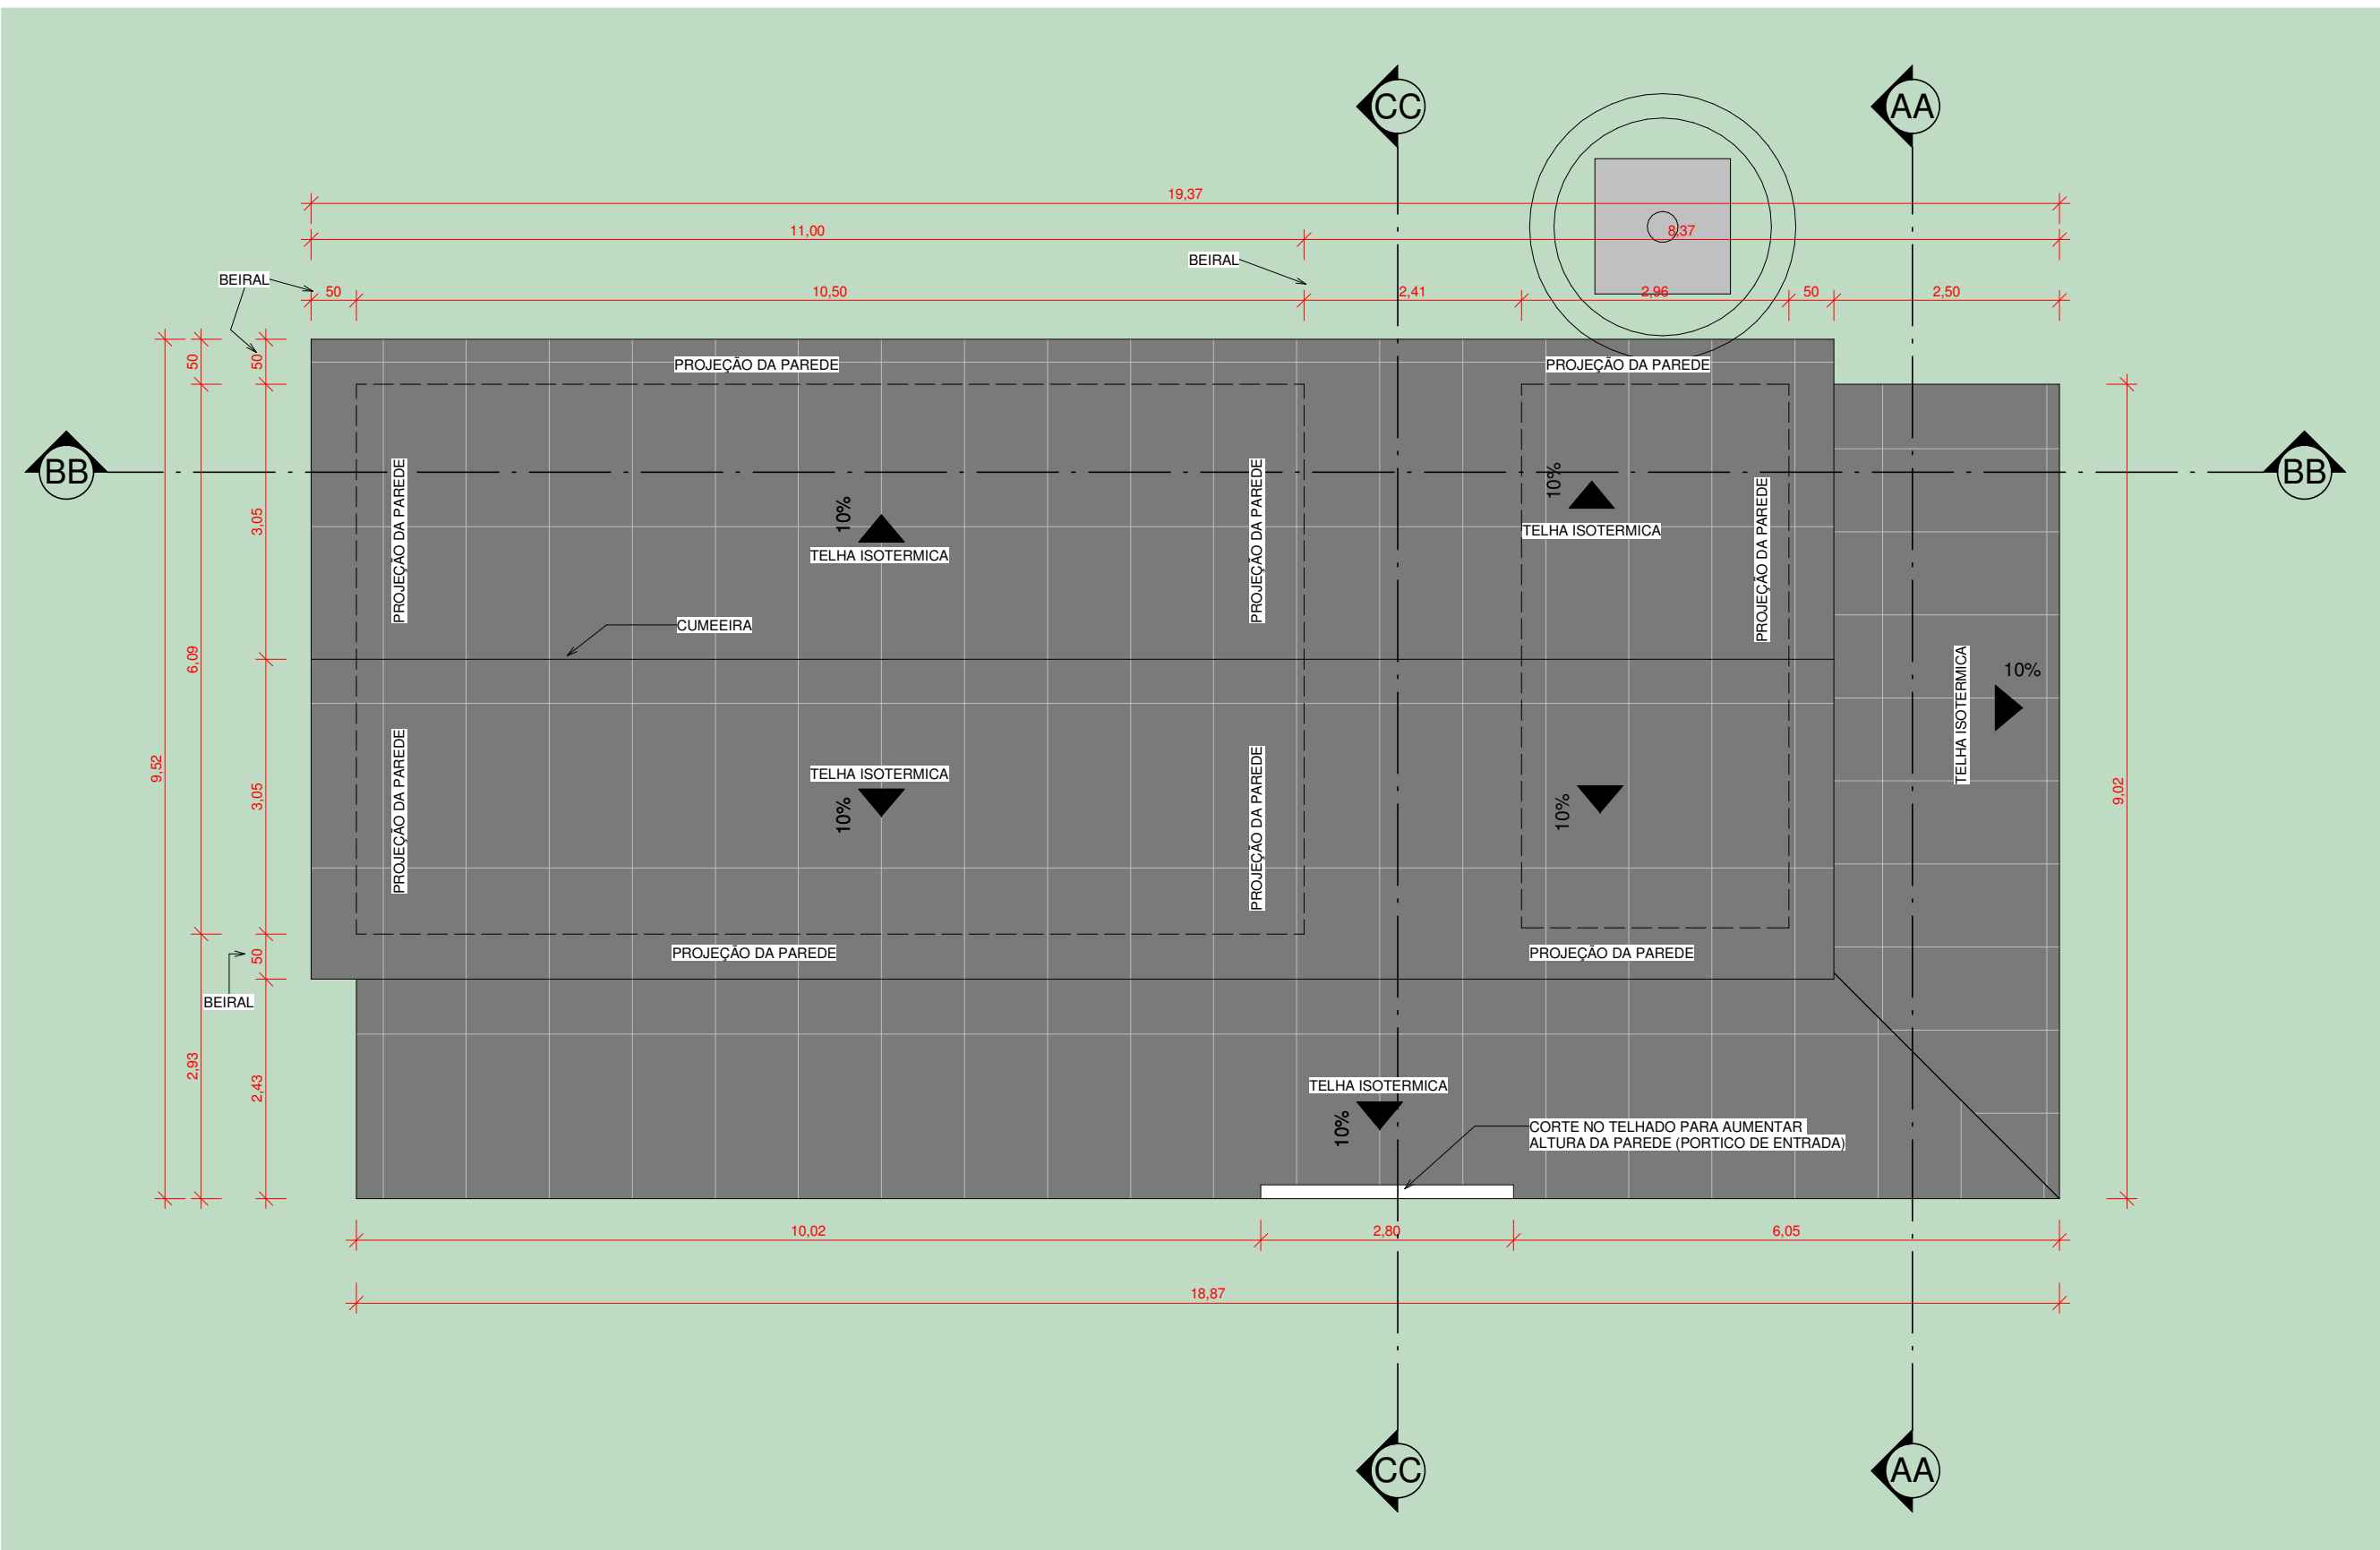 CC
AA
19,37
11,00
8,37
BEIRAL
BEIRAL
50
10,50
2,41
2,96
50
2,50
50
50
PROJEÇÃO DA PAREDE
PROJEÇÃO DA PAREDE
BB
BB
PROJEÇÃO DA PAREDE
PROJEÇÃO DA PAREDE
PROJEÇÃO DA PAREDE
10%
TELHA ISOTERMICA
10%
TELHA ISOTERMICA
3,05
6,09
CUMEEIRA
TELHA ISOTERMICA
10%
9,52
3,05
PROJEÇÃO DA PAREDE
TELHA ISOTERMICA
10%
PROJEÇÃO DA PAREDE
10%
9,02
50
PROJEÇÃO DA PAREDE
PROJEÇÃO DA PAREDE
BEIRAL
2,93
2,43
TELHA ISOTERMICA
10%
CORTE NO TELHADO PARA AUMENTAR
ALTURA DA PAREDE (PORTICO DE ENTRADA)
10,02
2,80
6,05
18,87
CC
AA